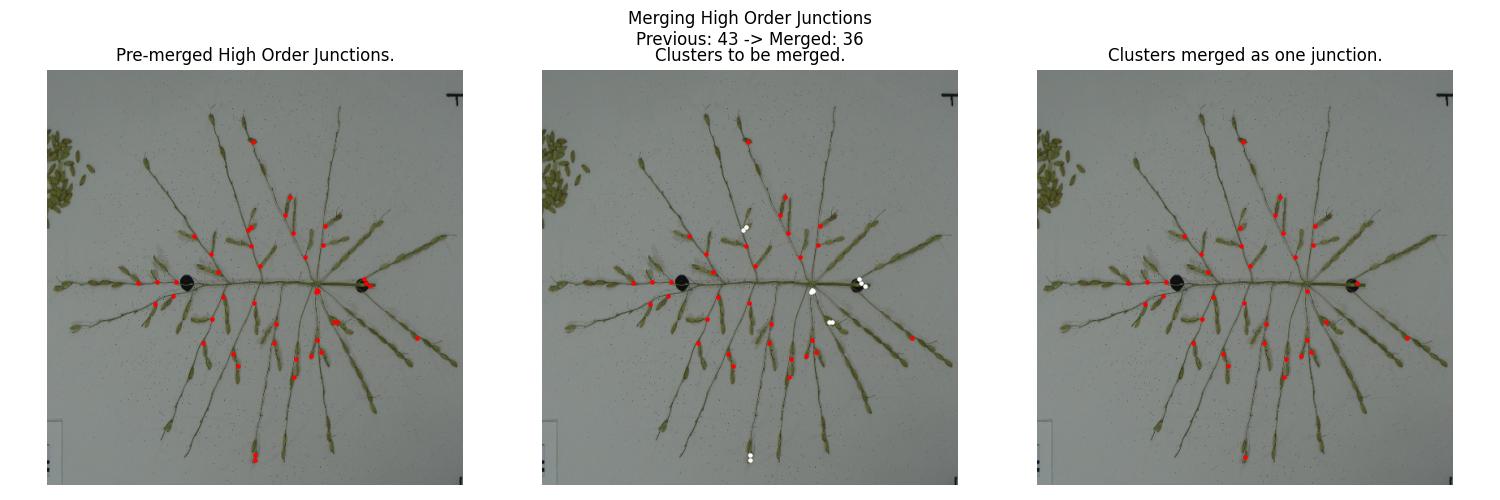 Merging High Order Junctions
Previous: 43 -> Merged: 36
Pre-merged High Order Junctions.
Clusters to be merged.
Clusters merged as one junction.